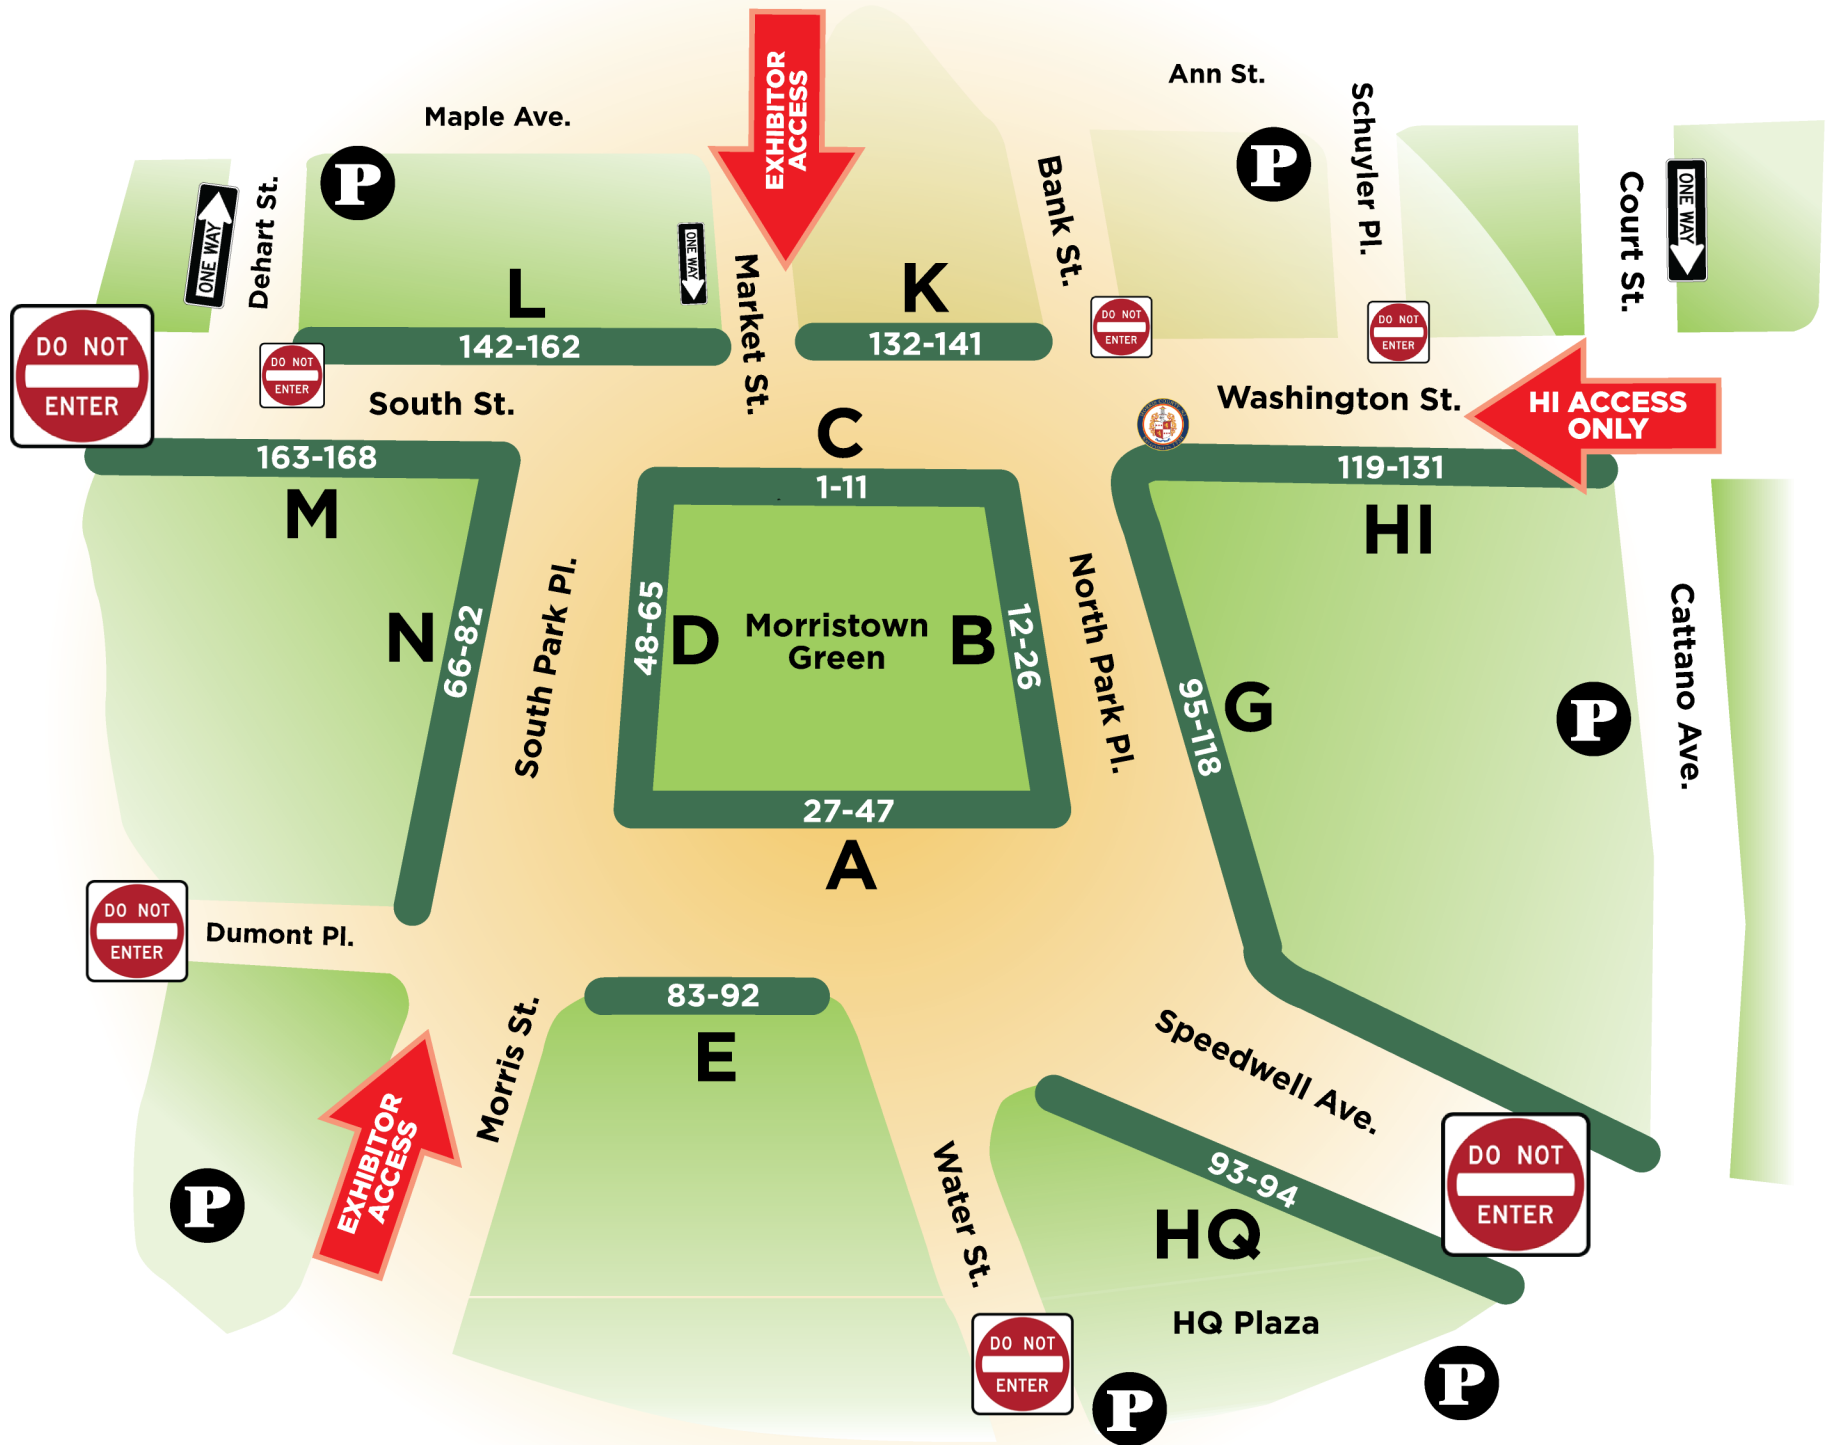 EXHIBITOR
ACCESS
Ann St.
Maple Ave.
Schuyler Pl.
P
P
Bank St.
Court St.
ONE WAY
ONE WAY
Dehart St.
ONE WAY
Market St.
L
K
DO NOT
ENTER
DO NOT
ENTER
DO NOT
ENTER
DO NOT
ENTER
142-162
132-141
South St.
Washington St.
HI ACCESS
ONLY
C
163-168
1-11
119-131
M
HI
South Park Pl.
North Park Pl.
Cattano Ave.
N
66-82
48-65
D
Morristown
Green
B
12-26
95-118
G
P
27-47
A
DO NOT
ENTER
Dumont Pl.
83-92
E
Morris St.
Speedwell Ave.
EXHIBITOR
ACCESS
P
Water St.
93-94
HQ
DO NOT
ENTER
HQ Plaza
DO NOT
ENTER
P
P